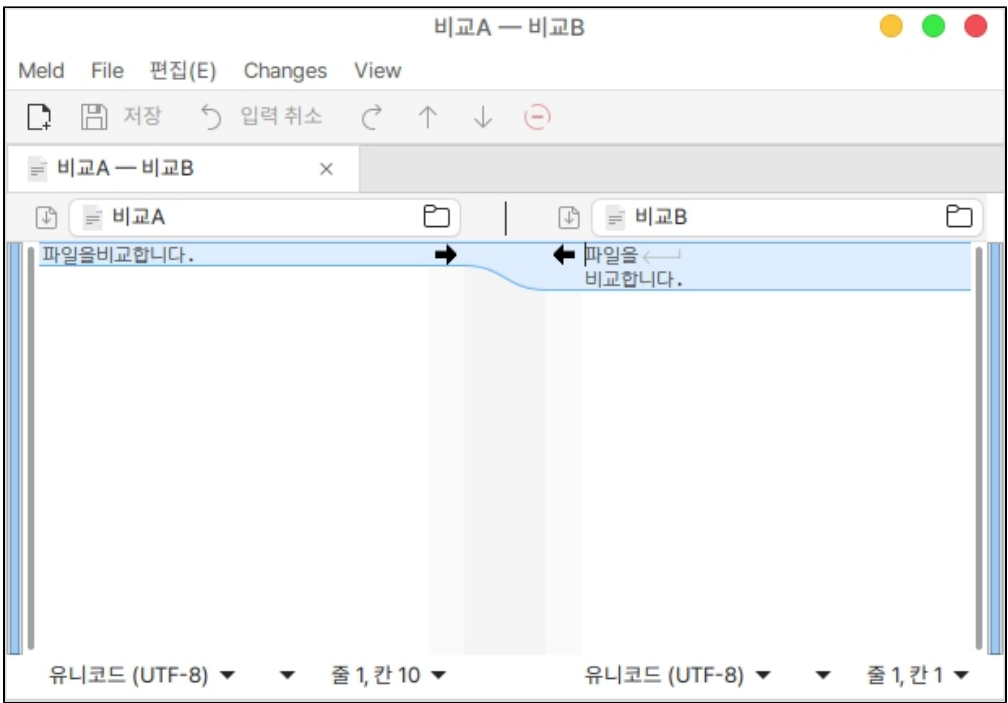 비교A — 비교B
Meld File 편집(E) Changes View
저장 입력 취소
비교A — 비교B ×
비교A 비교B
파일을비교합니다. 파일을
비교합니다.
유니코드 (UTF-8) 줄 1, 칸 10 유니코드 (UTF-8) 줄 1, 칸 1